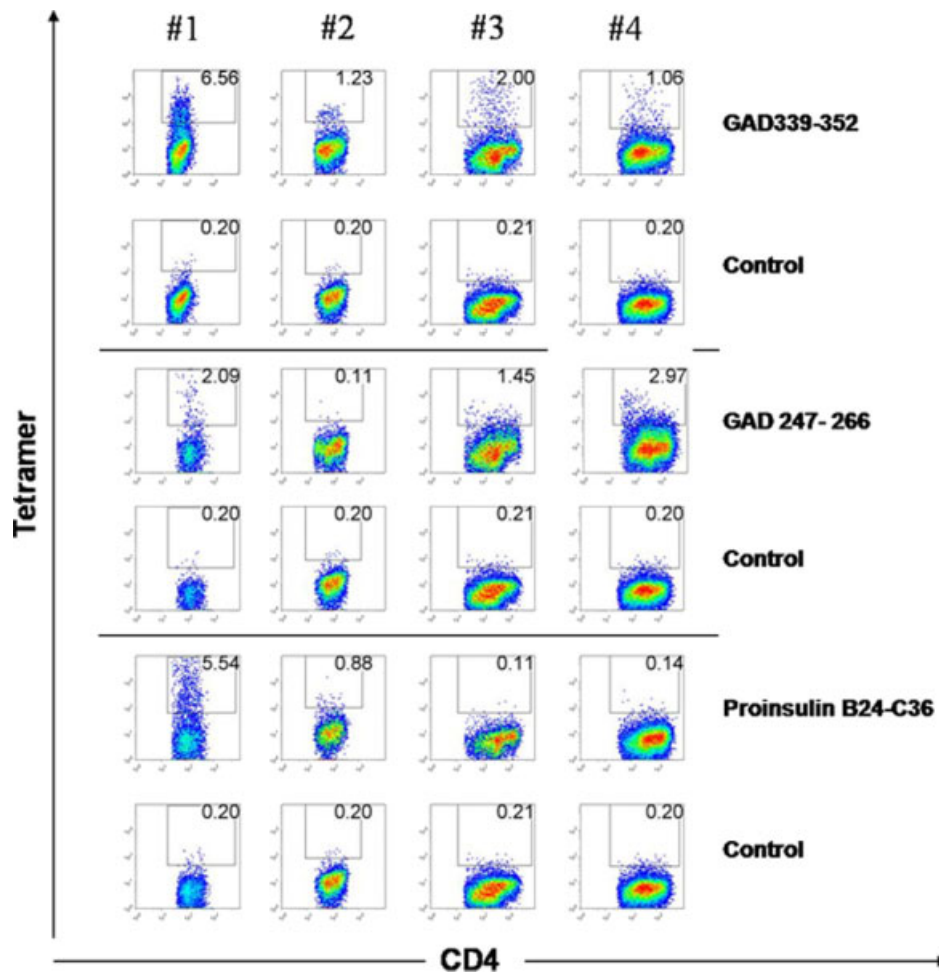 #1 #2 #3 #4
6.56 1.23 2.00 1.06 GAD339-352
0.20 0.20 0.21 0.20 Control
2.09 0.11 1.45 2.97 GAD 247- 266
0.20 0.20 0.21 0.20 Control
5.54 0.88 0.11 0.14 Proinsulin B24-C36
0.20 0.20 0.21 0.20 Control
Tetramer
CD4